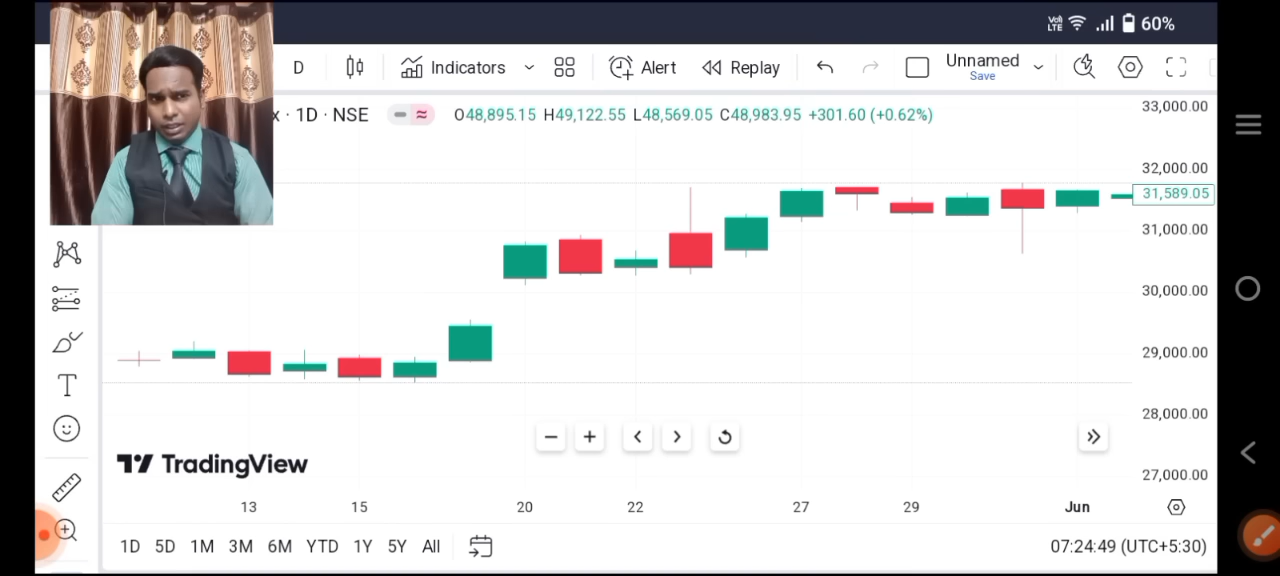 Vo)) LTE 60%
D Indicators Alert Replay Unnamed
Save
x · 1D · NSE O48,895.15 H49,122.55 L48,569.05 C48,983.95 +301.60 (+0.62%)
33,000.00
32,000.00
31,589.05
31,000.00
30,000.00
29,000.00
28,000.00
27,000.00
TradingView
13 15 20 22 27 29 Jun
1D 5D 1M 3M 6M YTD 1Y 5Y All 07:24:49 (UTC+5:30)